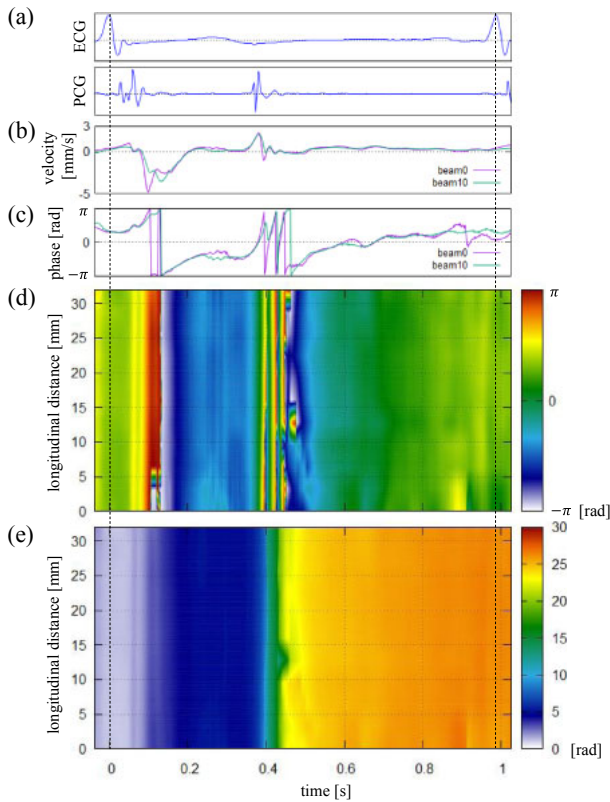 (a)
ECG
PCG
(b)
velocity
[mm/s]
3
0
-5
beam0
beam10
(c)
phase [rad]
π
0
−π
beam0
beam10
(d)
longitudinal distance [mm]
30
25
20
15
10
5
0
π
0
−π [rad]
(e)
longitudinal distance [mm]
30
25
20
15
10
5
0
30
25
20
15
10
5
0 [rad]
0 0.2 0.4 0.6 0.8 1
time [s]